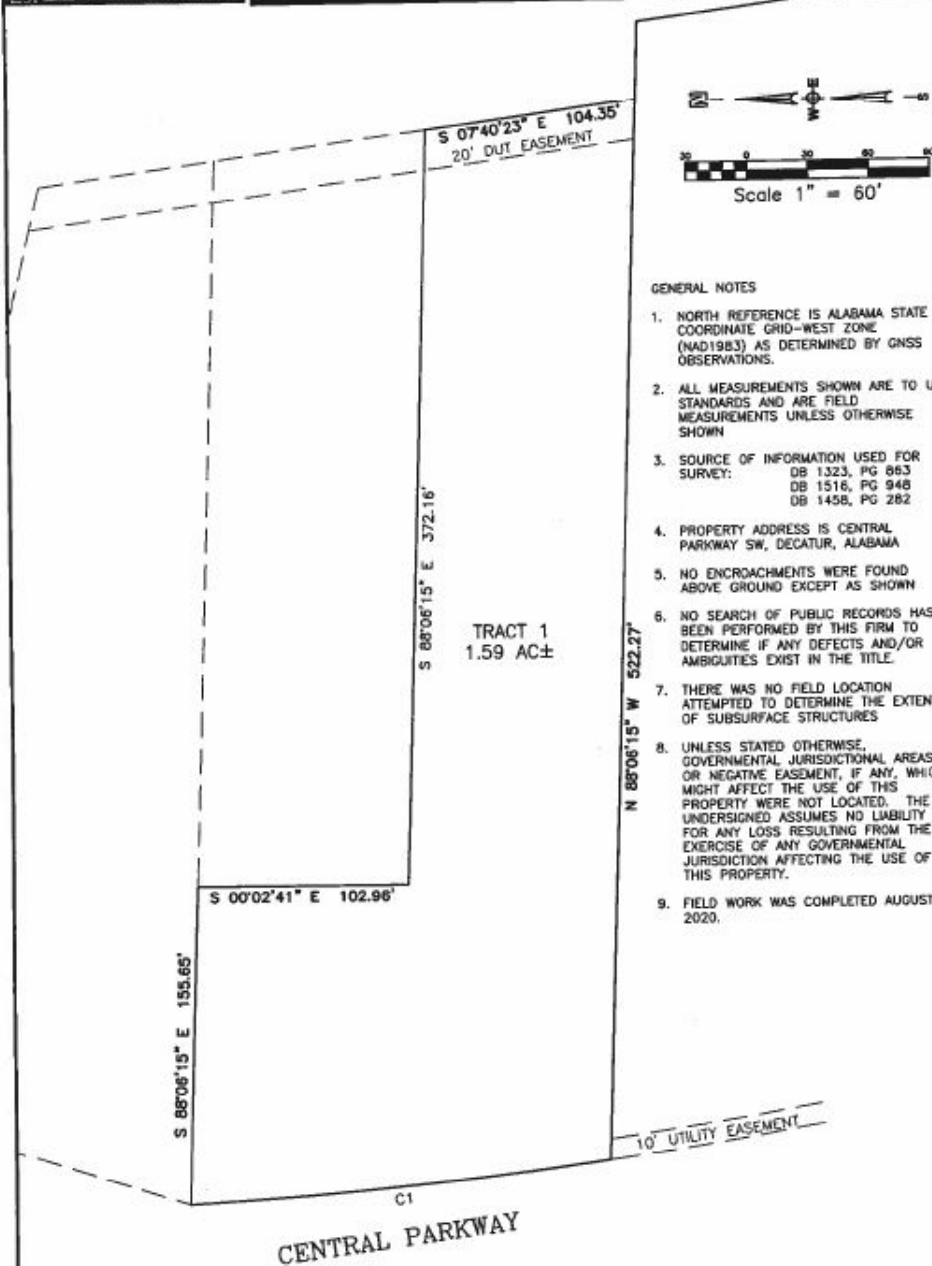 S 07°40'23" E 104.35'
20' DUT EASEMENT
N
E
W
S
30 0 30 60 90
Scale 1" = 60'
GENERAL NOTES
1. NORTH REFERENCE IS ALABAMA STATE
COORDINATE GRID-WEST ZONE
(NAD1983) AS DETERMINED BY GNSS
OBSERVATIONS.
2. ALL MEASUREMENTS SHOWN ARE TO U
STANDARDS AND ARE FIELD
MEASUREMENTS UNLESS OTHERWISE
SHOWN
3. SOURCE OF INFORMATION USED FOR
SURVEY: DB 1323, PG 863
DB 1516, PG 948
DB 1458, PG 282
4. PROPERTY ADDRESS IS CENTRAL
PARKWAY SW, DECATUR, ALABAMA
5. NO ENCROACHMENTS WERE FOUND
ABOVE GROUND EXCEPT AS SHOWN
6. NO SEARCH OF PUBLIC RECORDS HAS
BEEN PERFORMED BY THIS FIRM TO
DETERMINE IF ANY DEFECTS AND/OR
AMBIGUITIES EXIST IN THE TITLE.
7. THERE WAS NO FIELD LOCATION
ATTEMPTED TO DETERMINE THE EXTEN
OF SUBSURFACE STRUCTURES
8. UNLESS STATED OTHERWISE,
GOVERNMENTAL JURISDICTIONAL AREAS
OR NEGATIVE EASEMENT, IF ANY, WHIC
MIGHT AFFECT THE USE OF THIS
PROPERTY WERE NOT LOCATED. THE
UNDERSIGNED ASSUMES NO LIABILITY
FOR ANY LOSS RESULTING FROM THE
EXERCISE OF ANY GOVERNMENTAL
JURISDICTION AFFECTING THE USE OF
THIS PROPERTY.
9. FIELD WORK WAS COMPLETED AUGUST
2020.
S 88°06'15" E 372.16'
TRACT 1
1.59 AC±
N 88°06'15" W 522.27'
S 00°02'41" E 102.96'
S 88°06'15" E 155.65'
10' UTILITY EASEMENT
C1
CENTRAL PARKWAY